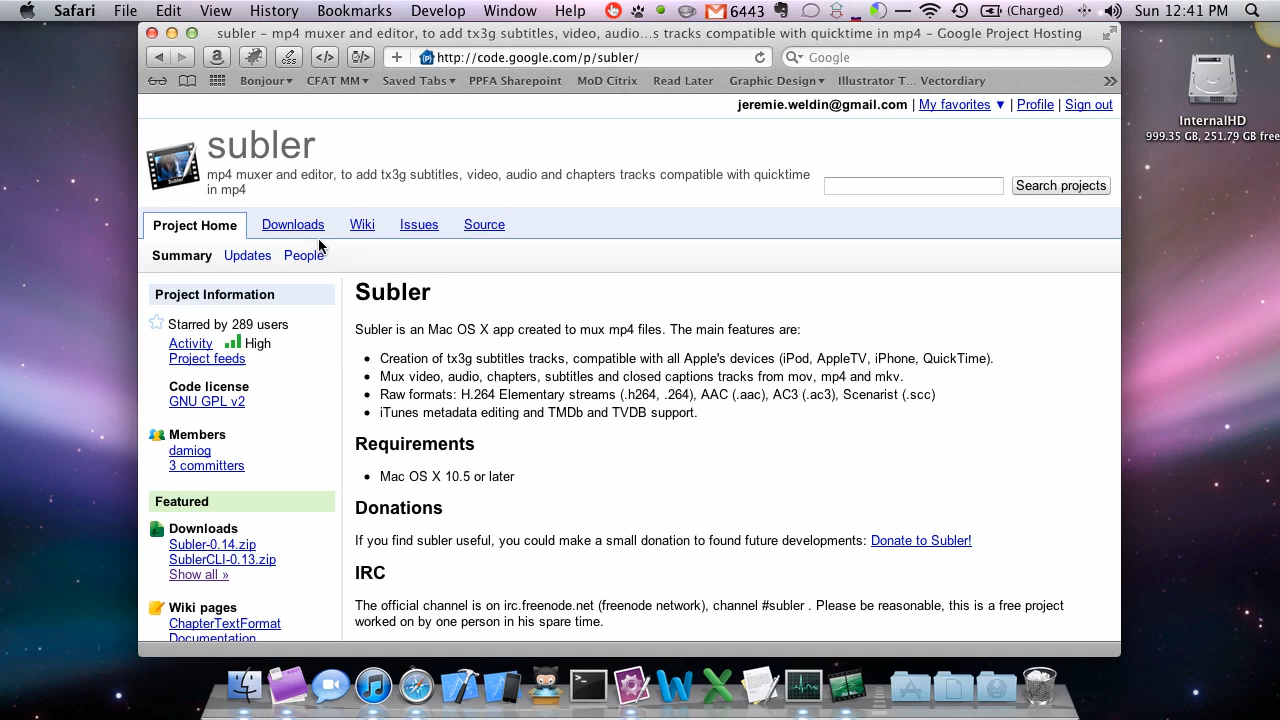 Safari File Edit View History Bookmarks Develop Window Help 6443 (Charged) Sun 12:41 PM
subler – mp4 muxer and editor, to add tx3g subtitles, video, audio...s tracks compatible with quicktime in mp4 – Google Project Hosting
http://code.google.com/p/subler/ Google
Bonjour CFAT MM Saved Tabs PPFA Sharepoint MoD Citrix Read Later Graphic Design Illustrator T... Vectordiary
jeremie.weldin@gmail.com | My favorites ▼ | Profile | Sign out
InternalHD
999.35 GB, 251.79 GB free
subler
mp4 muxer and editor, to add tx3g subtitles, video, audio and chapters tracks compatible with quicktime
in mp4
Search projects
Project Home Downloads Wiki Issues Source
Summary Updates People
Project Information
Starred by 289 users
Activity High
Project feeds
Code license
GNU GPL v2
Members
damiog
3 committers
Featured
Downloads
Subler-0.14.zip
SublerCLI-0.13.zip
Show all »
Wiki pages
ChapterTextFormat
Documentation
Subler
Subler is an Mac OS X app created to mux mp4 files. The main features are:
• Creation of tx3g subtitles tracks, compatible with all Apple's devices (iPod, AppleTV, iPhone, QuickTime).
• Mux video, audio, chapters, subtitles and closed captions tracks from mov, mp4 and mkv.
• Raw formats: H.264 Elementary streams (.h264, .264), AAC (.aac), AC3 (.ac3), Scenarist (.scc)
• iTunes metadata editing and TMDb and TVDB support.
Requirements
• Mac OS X 10.5 or later
Donations
If you find subler useful, you could make a small donation to found future developments: Donate to Subler!
IRC
The official channel is on irc.freenode.net (freenode network), channel #subler . Please be reasonable, this is a free project
worked on by one person in his spare time.